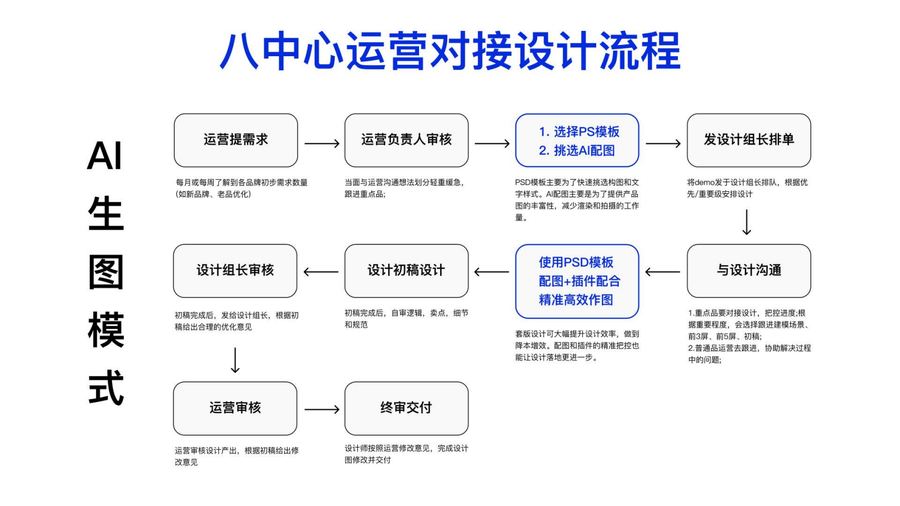 八中心运营对接设计流程
AI
生
图
模
式
运营提需求
每月或每周了解到各品牌初步需求数量
(如新品牌、老品优化)
运营负责人审核
当面与运营沟通想法划分轻重缓急,
跟进重点品;
1. 选择PS模板
2. 挑选AI配图
PSD模板主要为了快速挑选构图和文
字样式。AI配图主要是为了提供产品
图的丰富性，减少渲染和拍摄的工作
量。
发设计组长排单
将demo发于设计组长排队，根据优
先/重要级安排设计
与设计沟通
1.重点品要对接设计，把控进度;根
据重要程度，会选择跟进建模场景、
前3屏、前5屏、初稿;
2.普通品运营去跟进，协助解决过程
中的问题;
使用PSD模板
配图+插件配合
精准高效作图
套版设计可大幅提升设计效率，做到
降本增效。配图和插件的精准把控也
能让设计落地更进一步。
设计初稿设计
初稿完成后，自审逻辑，卖点，细节
和规范
设计组长审核
初稿完成后，发给设计组长，根据初
稿给出合理的优化意见
运营审核
运营审核设计产出，根据初稿给出修
改意见
终审交付
设计师按照运营修改意见，完成设计
图修改并交付